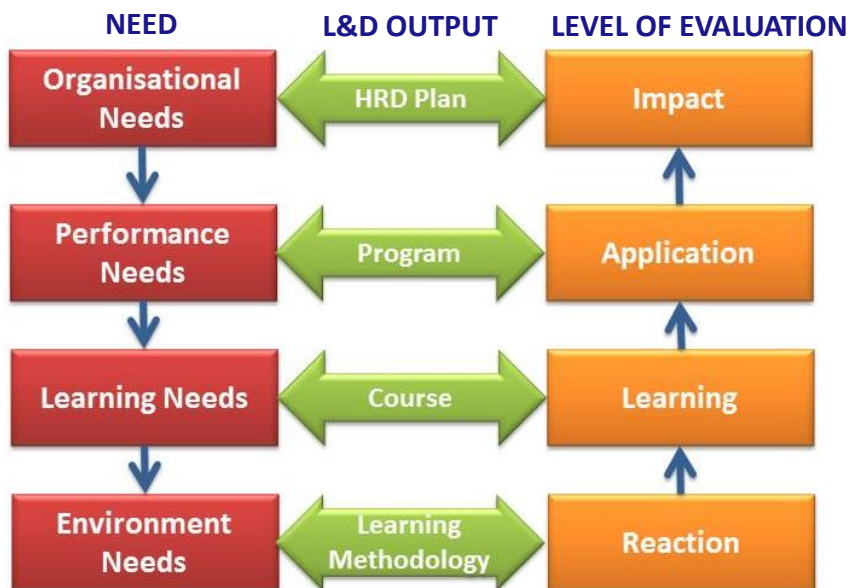 NEED L&D OUTPUT LEVEL OF EVALUATION
Organisational
Needs
HRD Plan
Impact
Performance
Needs
Program
Application
Learning Needs
Course
Learning
Environment
Needs
Learning
Methodology
Reaction